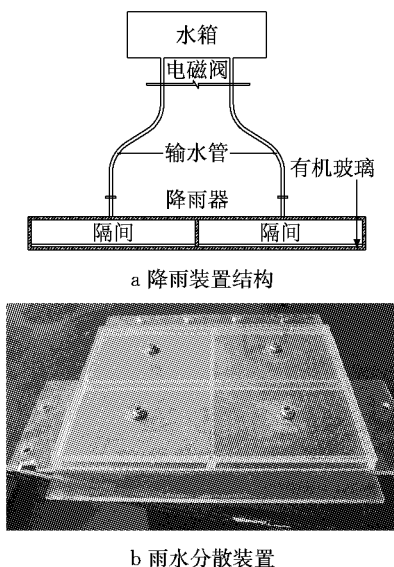 水箱
电磁阀
输水管
有机玻璃
降雨器
隔间 隔间
a 降雨装置结构
b 雨水分散装置